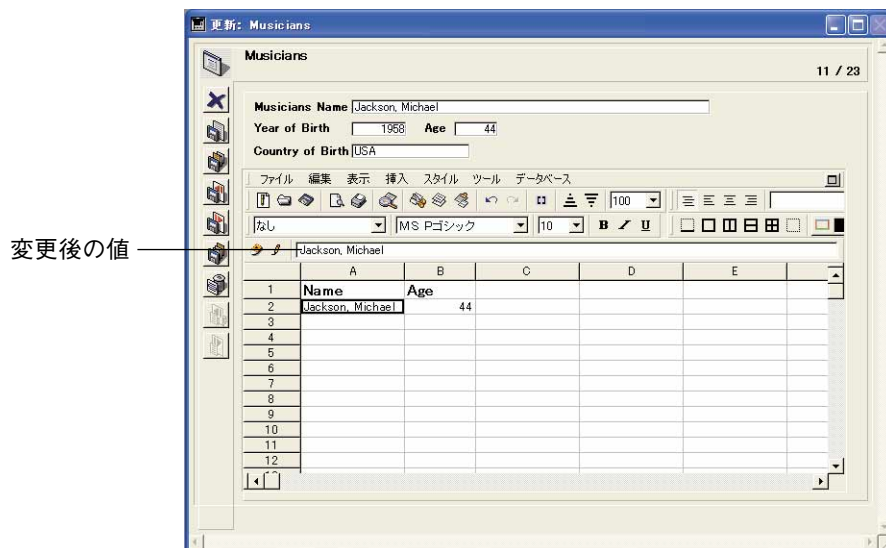 更新: Musicians
Musicians
11 / 23
Musicians Name Jackson, Michael
Year of Birth 1958 Age 44
Country of Birth USA
ファイル 編集 表示 挿入 スタイル ツール データベース
100
なし MS Pゴシック 10 B I U
変更後の値
Jackson, Michael
A B C D E
1 Name Age
2 Jackson, Michael 44
3
4
5
6
7
8
9
10
11
12